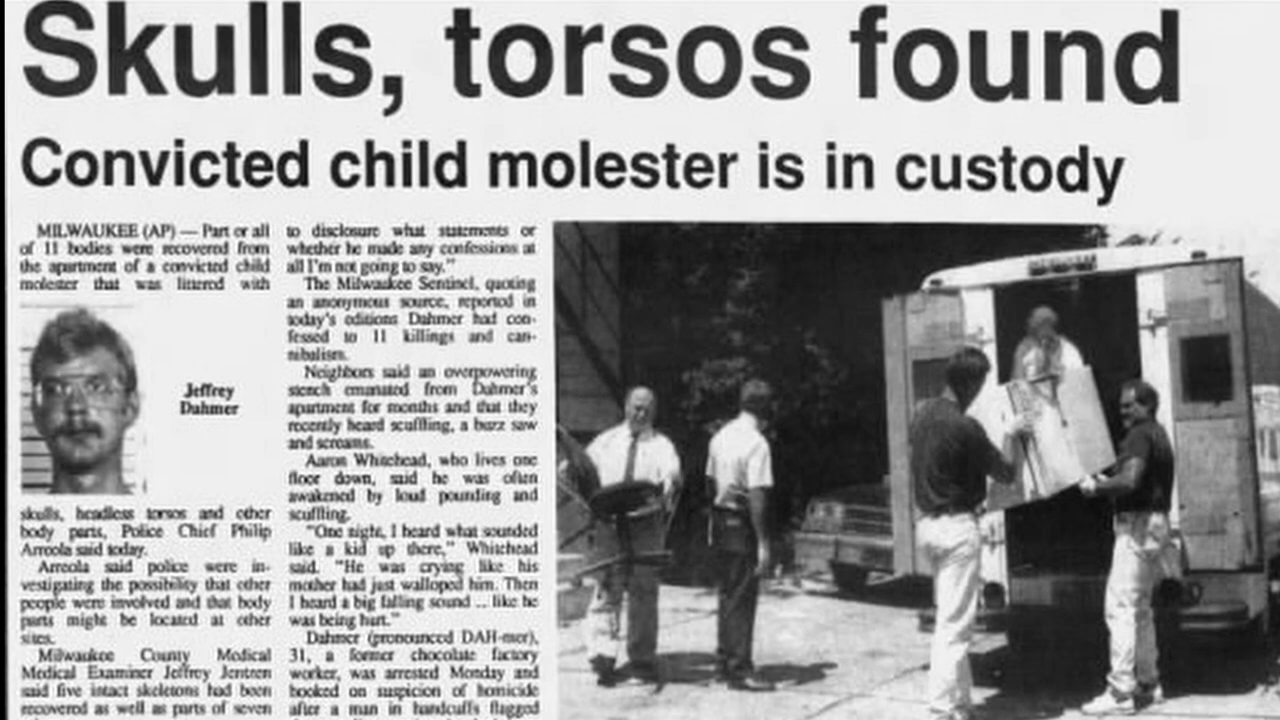 Skulls, torsos found
Convicted child molester is in custody
MILWAUKEE (AP) — Part or all
of 11 bodies were recovered from
the apartment of a convicted child
molester that was littered with
Jeffrey
Dahmer
skulls, headless torsos and other
body parts, Police Chief Philip
Arreola said today.
Arreola said police were in-
vestigating the possibility that other
people were involved and that body
parts might be located at other
sites.
Milwaukee County Medical
Medical Examiner Jeffrey Jentzen
said five intact skeletons had been
recovered as well as parts of seven
to disclosure what statements or
whether he made any confessions at
all I'm not going to say."
The Milwaukee Sentinel, quoting
an anonymous source, reported in
today's editions Dahmer had con-
fessed to 11 killings and can-
nibalism.
Neighbors said an overpowering
stench emanated from Dahmer's
apartment for months and that they
recently heard scuffling, a buzz saw
and screams.
Aaron Whitehead, who lives one
floor down, said he was often
awakened by loud pounding and
scuffling.
"One night, I heard what sounded
like a kid up there," Whitehead
said. "He was crying like his
mother had just walloped him. Then
I heard a big falling sound ... like he
was being hurt."
Dahmer (pronounced DAH-mer),
31, a former chocolate factory
worker, was arrested Monday and
booked on suspicion of homicide
after a man in handcuffs flagged